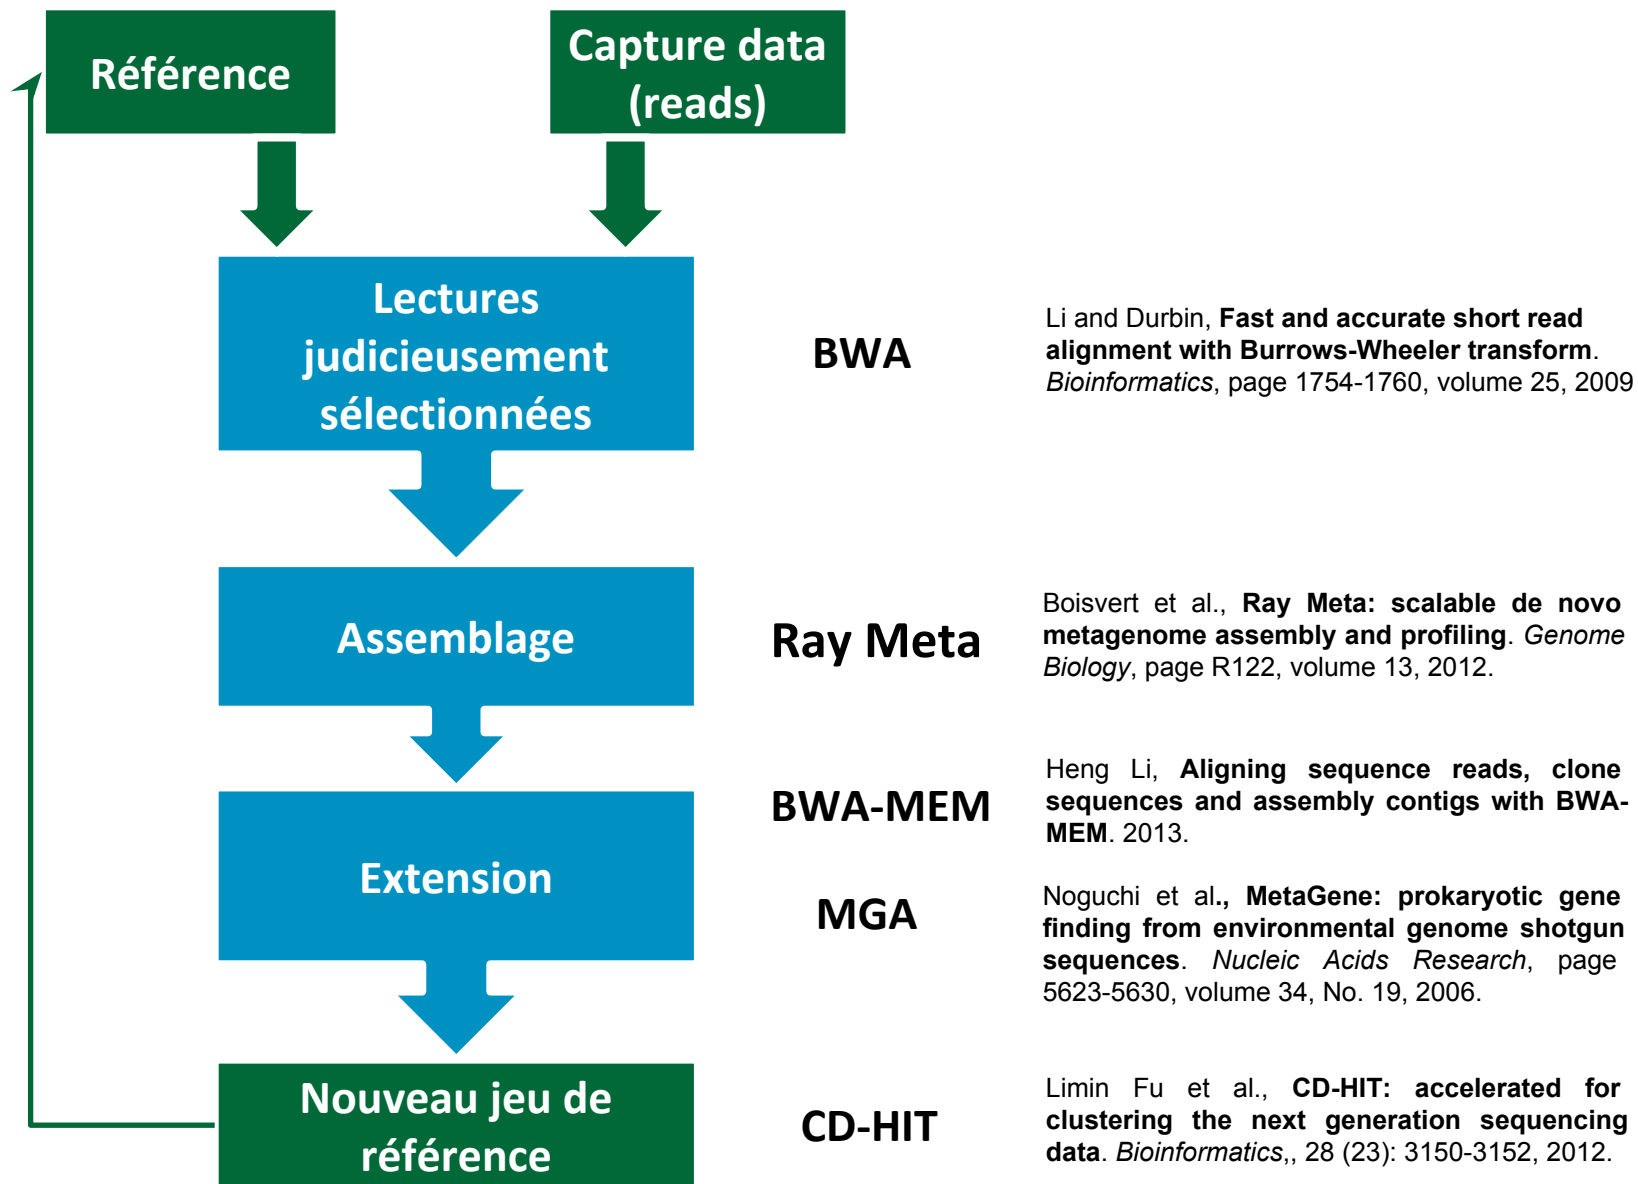 Référence
Capture data
(reads)
Lectures
judicieusement
sélectionnées
BWA
Li and Durbin, Fast and accurate short read
alignment with Burrows-Wheeler transform.
Bioinformatics, page 1754-1760, volume 25, 2009
Assemblage
Ray Meta
Boisvert et al., Ray Meta: scalable de novo
metagenome assembly and profiling. Genome
Biology, page R122, volume 13, 2012.
Extension
BWA-MEM
Heng Li, Aligning sequence reads, clone
sequences and assembly contigs with BWA-
MEM. 2013.
MGA
Noguchi et al., MetaGene: prokaryotic gene
finding from environmental genome shotgun
sequences. Nucleic Acids Research, page
5623-5630, volume 34, No. 19, 2006.
Nouveau jeu de
référence
CD-HIT
Limin Fu et al., CD-HIT: accelerated for
clustering the next generation sequencing
data. Bioinformatics,, 28 (23): 3150-3152, 2012.